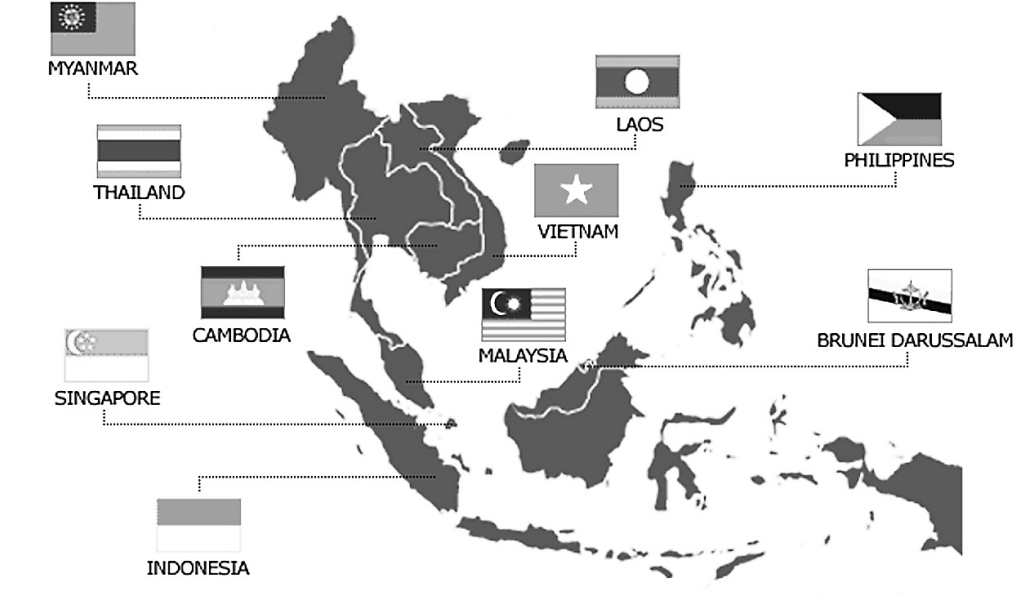 MYANMAR
LAOS
PHILIPPINES
THAILAND
VIETNAM
CAMBODIA
MALAYSIA
BRUNEI DARUSSALAM
SINGAPORE
INDONESIA